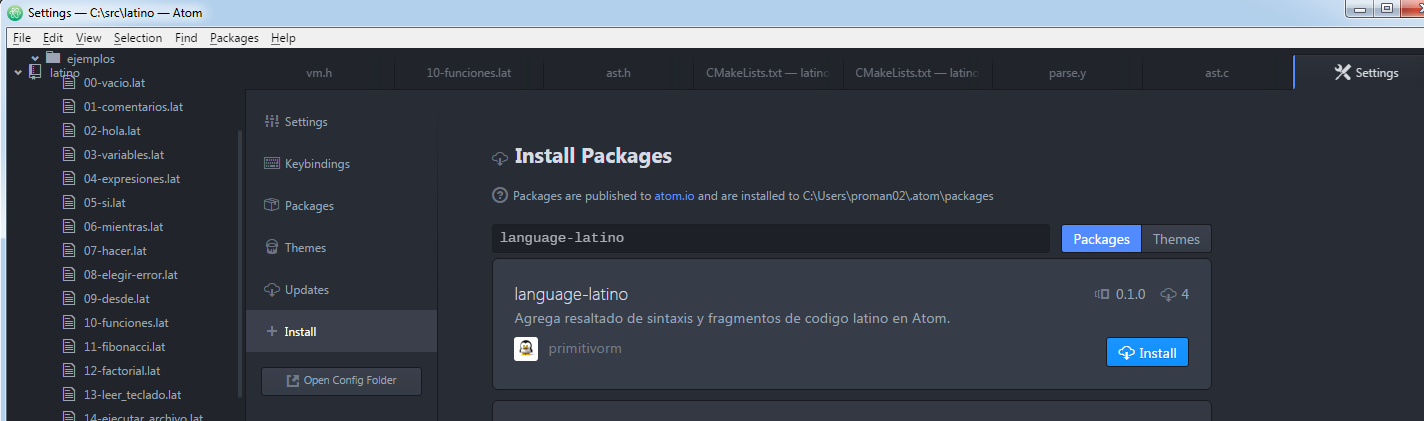 Settings — C:\src\latino — Atom
File Edit View Selection Find Packages Help
ejemplos
latino
00-vacio.lat
01-comentarios.lat
02-hola.lat
03-variables.lat
04-expresiones.lat
05-si.lat
06-mientras.lat
07-hacer.lat
08-elegir-error.lat
09-desde.lat
10-funciones.lat
11-fibonacci.lat
12-factorial.lat
13-leer_teclado.lat
14-ejecutar_archivo.lat
vm.h 10-funciones.lat ast.h CMakeLists.txt — latino CMakeLists.txt — latino parse.y ast.c Settings
Settings
Keybindings
Packages
Themes
Updates
Install
Open Config Folder
Install Packages
Packages are published to atom.io and are installed to C:\Users\proman02\.atom\packages
language-latino
Packages Themes
language-latino 0.1.0 4
Agrega resaltado de sintaxis y fragmentos de codigo latino en Atom.
primitivorm
Install